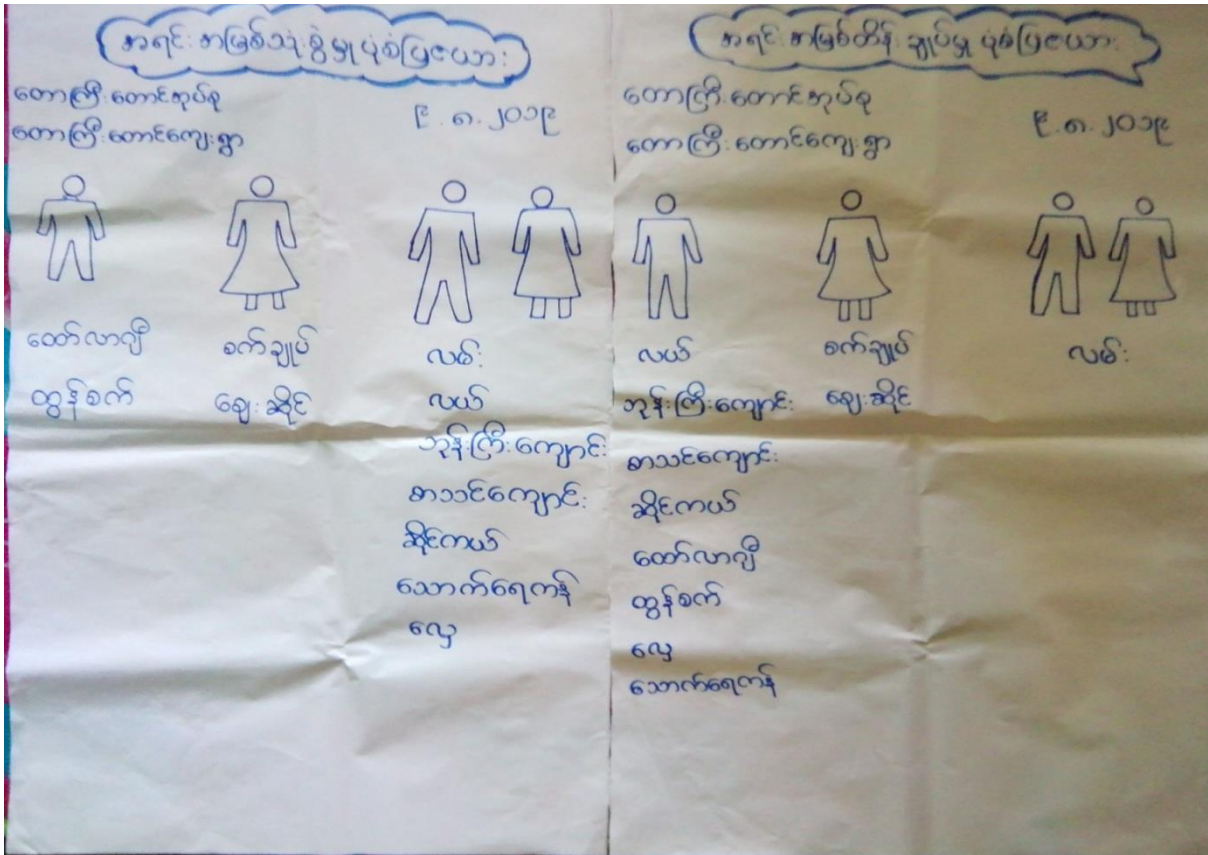 အရင်းအမြစ်သုံးစွဲမှုပုံစံပြဇယား
တောကြီးတောင်အုပ်စု
တောကြီးတောင်ကျေးရွာ
၉.၈.၂၀၁၉
ထော်လာဂျီ
ထွန်စက်
စက်ချုပ်
ဈေးဆိုင်
လမ်း
လယ်
ဘုန်းကြီးကျောင်း
စာသင်ကျောင်း
ဆိုင်ကယ်
သောက်ရေကန်
လှေ
အရင်းအမြစ်ထိန်းချုပ်မှုပုံစံပြဇယား
တောကြီးတောင်အုပ်စု
တောကြီးတောင်ကျေးရွာ
၉.၈.၂၀၁၉
လယ်
ဘုန်းကြီးကျောင်း
စာသင်ကျောင်း
ဆိုင်ကယ်
ထော်လာဂျီ
ထွန်စက်
လှေ
သောက်ရေကန်
စက်ချုပ်
ဈေးဆိုင်
လမ်း